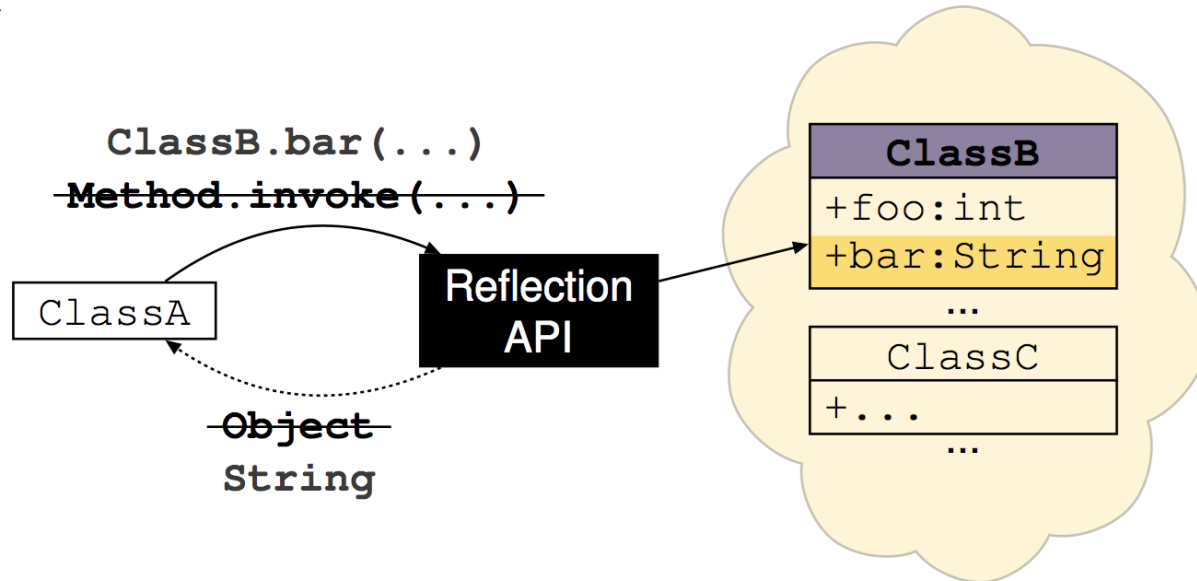 ClassB.bar(...)
Method.invoke(...)
ClassA
Reflection
API
Object
String
ClassB
+foo:int
+bar:String
...
ClassC
+...
...